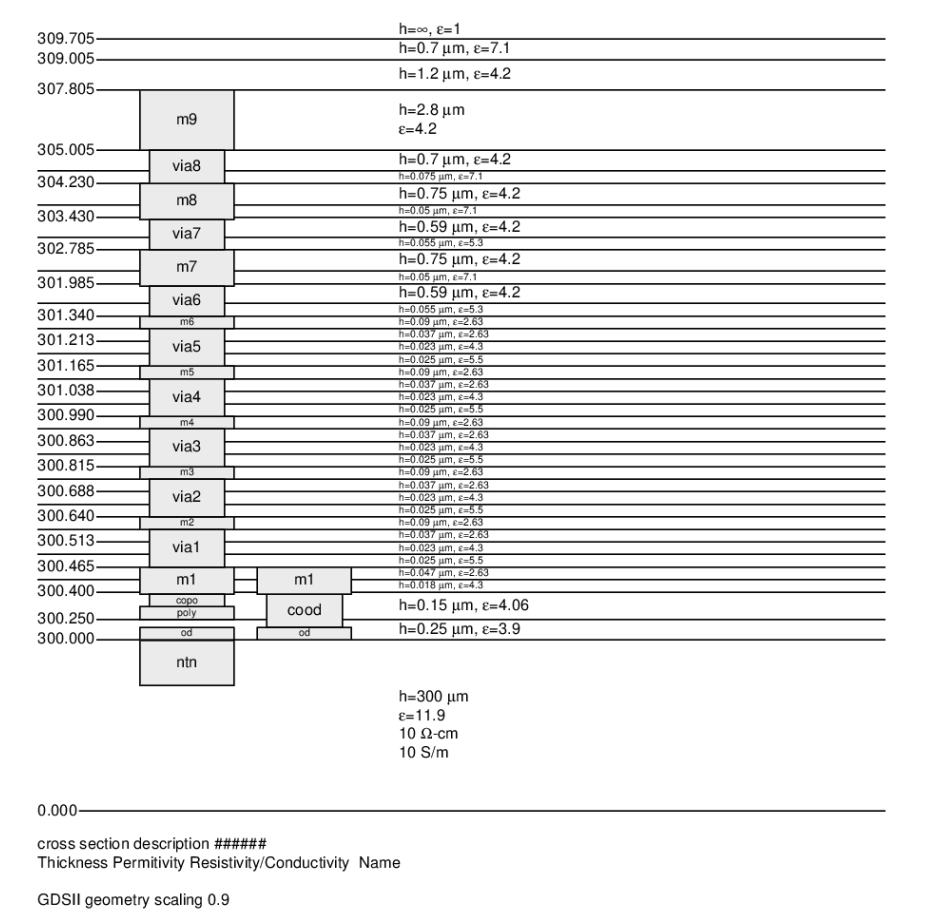 h=∞, ε=1
309.705
h=0.7 μm, ε=7.1
309.005
h=1.2 μm, ε=4.2
307.805
m9
h=2.8 μm
ε=4.2
305.005
via8
h=0.7 μm, ε=4.2
h=0.075 μm, ε=7.1
304.230
m8
h=0.75 μm, ε=4.2
h=0.05 μm, ε=7.1
303.430
via7
h=0.59 μm, ε=4.2
h=0.055 μm, ε=5.3
302.785
m7
h=0.75 μm, ε=4.2
h=0.05 μm, ε=7.1
301.985
via6
h=0.59 μm, ε=4.2
h=0.055 μm, ε=5.3
301.340
m6
h=0.09 μm, ε=2.63
h=0.037 μm, ε=2.63
301.213
via5
h=0.023 μm, ε=4.3
h=0.025 μm, ε=5.5
301.165
m5
h=0.09 μm, ε=2.63
h=0.037 μm, ε=2.63
301.038
via4
h=0.023 μm, ε=4.3
h=0.025 μm, ε=5.5
300.990
m4
h=0.09 μm, ε=2.63
h=0.037 μm, ε=2.63
300.863
via3
h=0.023 μm, ε=4.3
h=0.025 μm, ε=5.5
300.815
m3
h=0.09 μm, ε=2.63
h=0.037 μm, ε=2.63
300.688
via2
h=0.023 μm, ε=4.3
h=0.025 μm, ε=5.5
300.640
m2
h=0.09 μm, ε=2.63
h=0.037 μm, ε=2.63
300.513
via1
h=0.023 μm, ε=4.3
h=0.025 μm, ε=5.5
300.465
m1
m1
h=0.047 μm, ε=2.63
h=0.018 μm, ε=4.3
300.400
copo
poly
cood
h=0.15 μm, ε=4.06
300.250
od
od
h=0.25 μm, ε=3.9
300.000
ntn
h=300 μm
ε=11.9
10 Ω-cm
10 S/m
0.000
cross section description ######
Thickness Permitivity Resistivity/Conductivity Name
GDSII geometry scaling 0.9